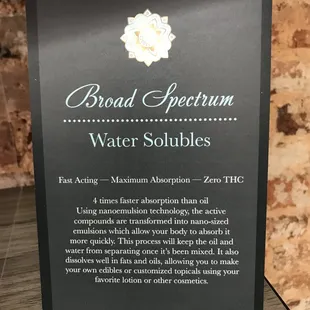 Broad Spectrum
Water Solubles
Fast Acting — Maximum Absorption — Zero THC
4 times faster absorption than oil
Using nanoemulsion technology, the active
compounds are transformed into nano-sized
emulsions which allow your body to absorb it
more quickly. This process will keep the oil and
water from separating once it's been mixed. It also
dissolves well in fats and oils, allowing you to make
your own edibles or customized topicals using your
favorite lotion or other cosmetics.